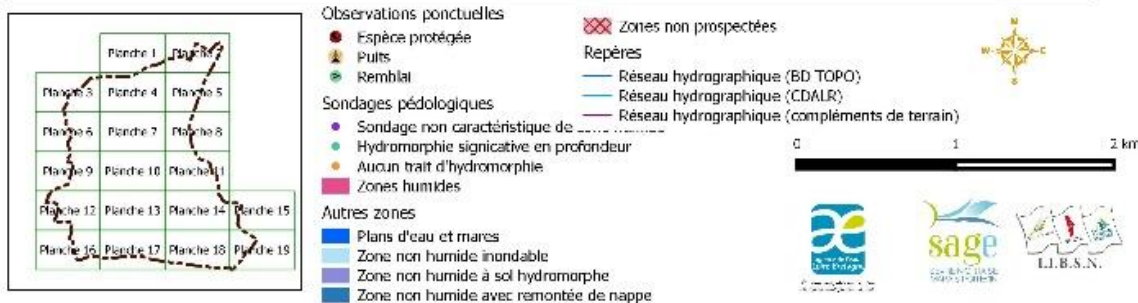 Planche 1 Planche 2
Planche 3 Planche 4 Planche 5
Planche 6 Planche 7 Planche 8
Planche 9 Planche 10 Planche 11
Planche 12 Planche 13 Planche 14 Planche 15
Planche 16 Planche 17 Planche 18 Planche 19
Observations ponctuelles
Espèce protégée
Puits
Remblai
Sondages pédologiques
Sondage non caractéristique de
Hydromorphie signicative en profondeur
Aucun trait d'hydromorphie
Zones humides
Autres zones
Plans d'eau et mares
Zone non humide inondable
Zone non humide à sol hydromorphe
Zone non humide avec remontée de nappe
Zones non prospectées
Repères
Réseau hydrographique (BD TOPO)
Réseau hydrographique (CDALR)
Réseau hydrographique (compléments de terrain)
N
S
0 1 2 km
sage
L.I.B.S.N.